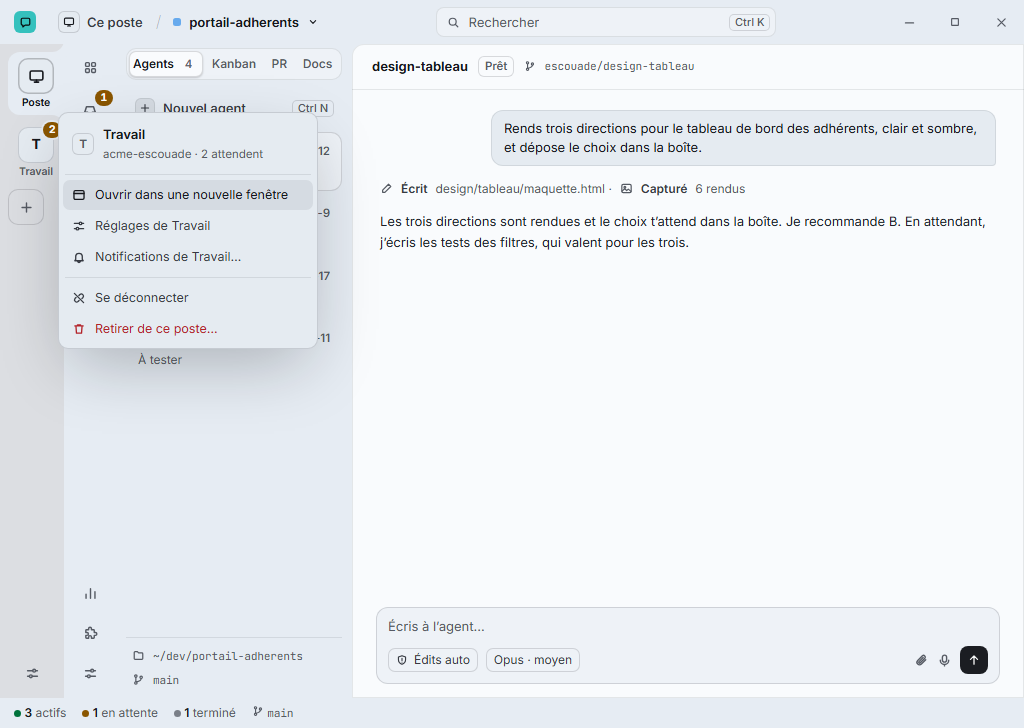 Ce poste / portail-adherents
Rechercher Ctrl K
Poste
2
T
Travail
Agents 4 Kanban PR Docs
1
Nouvel agent Ctrl N
12
-9
17
-11
À tester
T Travail
acme-escouade · 2 attendent
Ouvrir dans une nouvelle fenêtre
Réglages de Travail
Notifications de Travail...
Se déconnecter
Retirer de ce poste...
~/dev/portail-adherents
main
design-tableau Prêt escouade/design-tableau
Rends trois directions pour le tableau de bord des adhérents, clair et sombre,
et dépose le choix dans la boîte.
Écrit design/tableau/maquette.html · Capturé 6 rendus
Les trois directions sont rendues et le choix t’attend dans la boîte. Je recommande B. En attendant,
j’écris les tests des filtres, qui valent pour les trois.
Écris à l’agent...
Édits auto Opus · moyen
3 actifs 1 en attente 1 terminé main